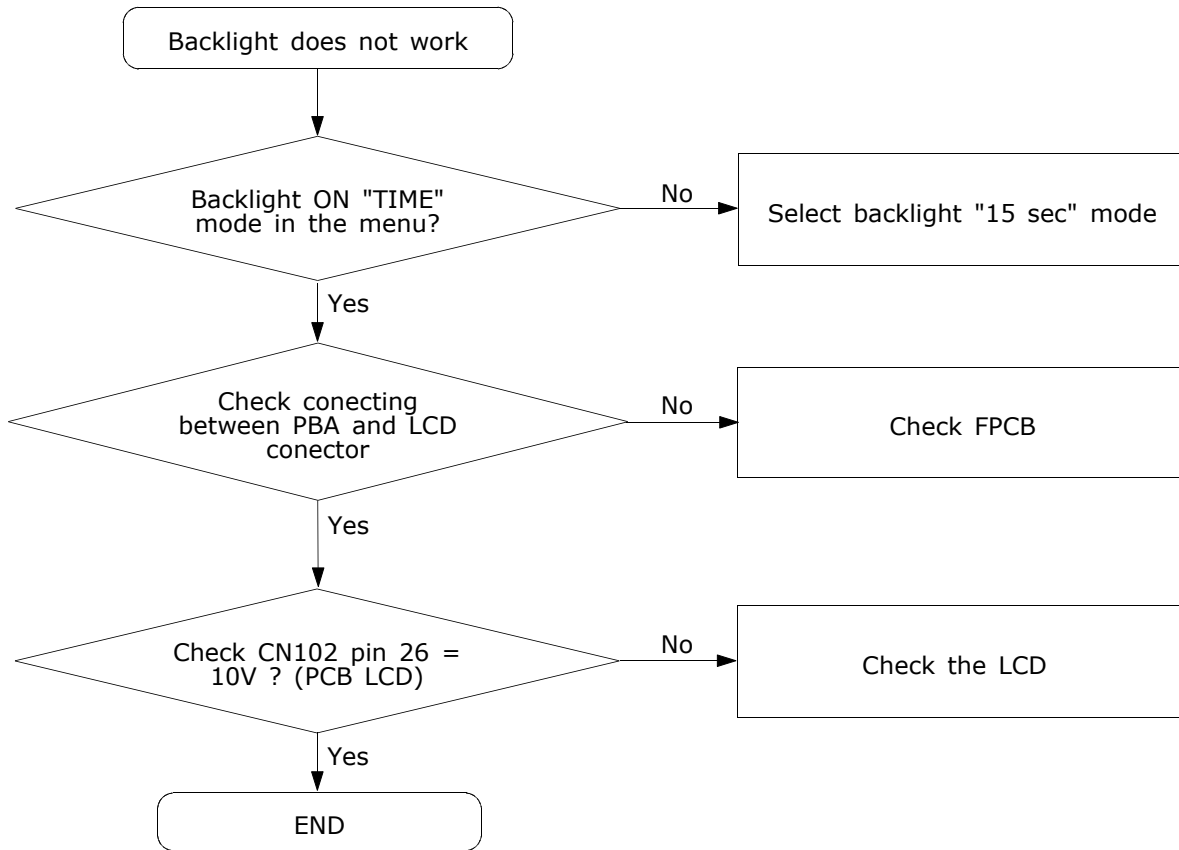 Backlight does not work
Backlight ON "TIME"
mode in the menu?
No
Select backlight "15 sec" mode
Yes
Check conecting
between PBA and LCD
conector
No
Check FPCB
Yes
Check CN102 pin 26 =
10V ? (PCB LCD)
No
Check the LCD
Yes
END